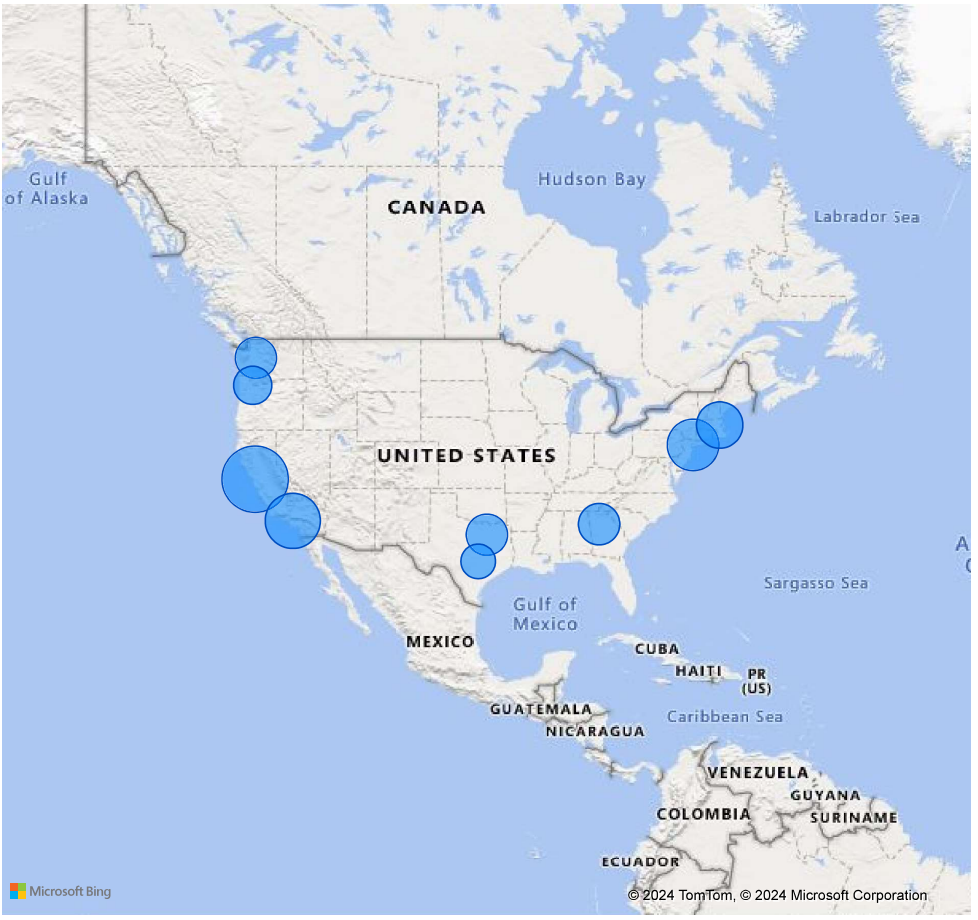 Gulf
of Alaska
Hudson Bay
CANADA
Labrador Sea
UNITED STATES
A
Sargasso Sea
Gulf of
Mexico
MEXICO
CUBA
HAITI
PR
(US)
GUATEMALA
Caribbean Sea
NICARAGUA
VENEZUELA
GUYANA
COLOMBIA
SURINAME
ECUADOR
Microsoft Bing
© 2024 TomTom, © 2024 Microsoft Corporation